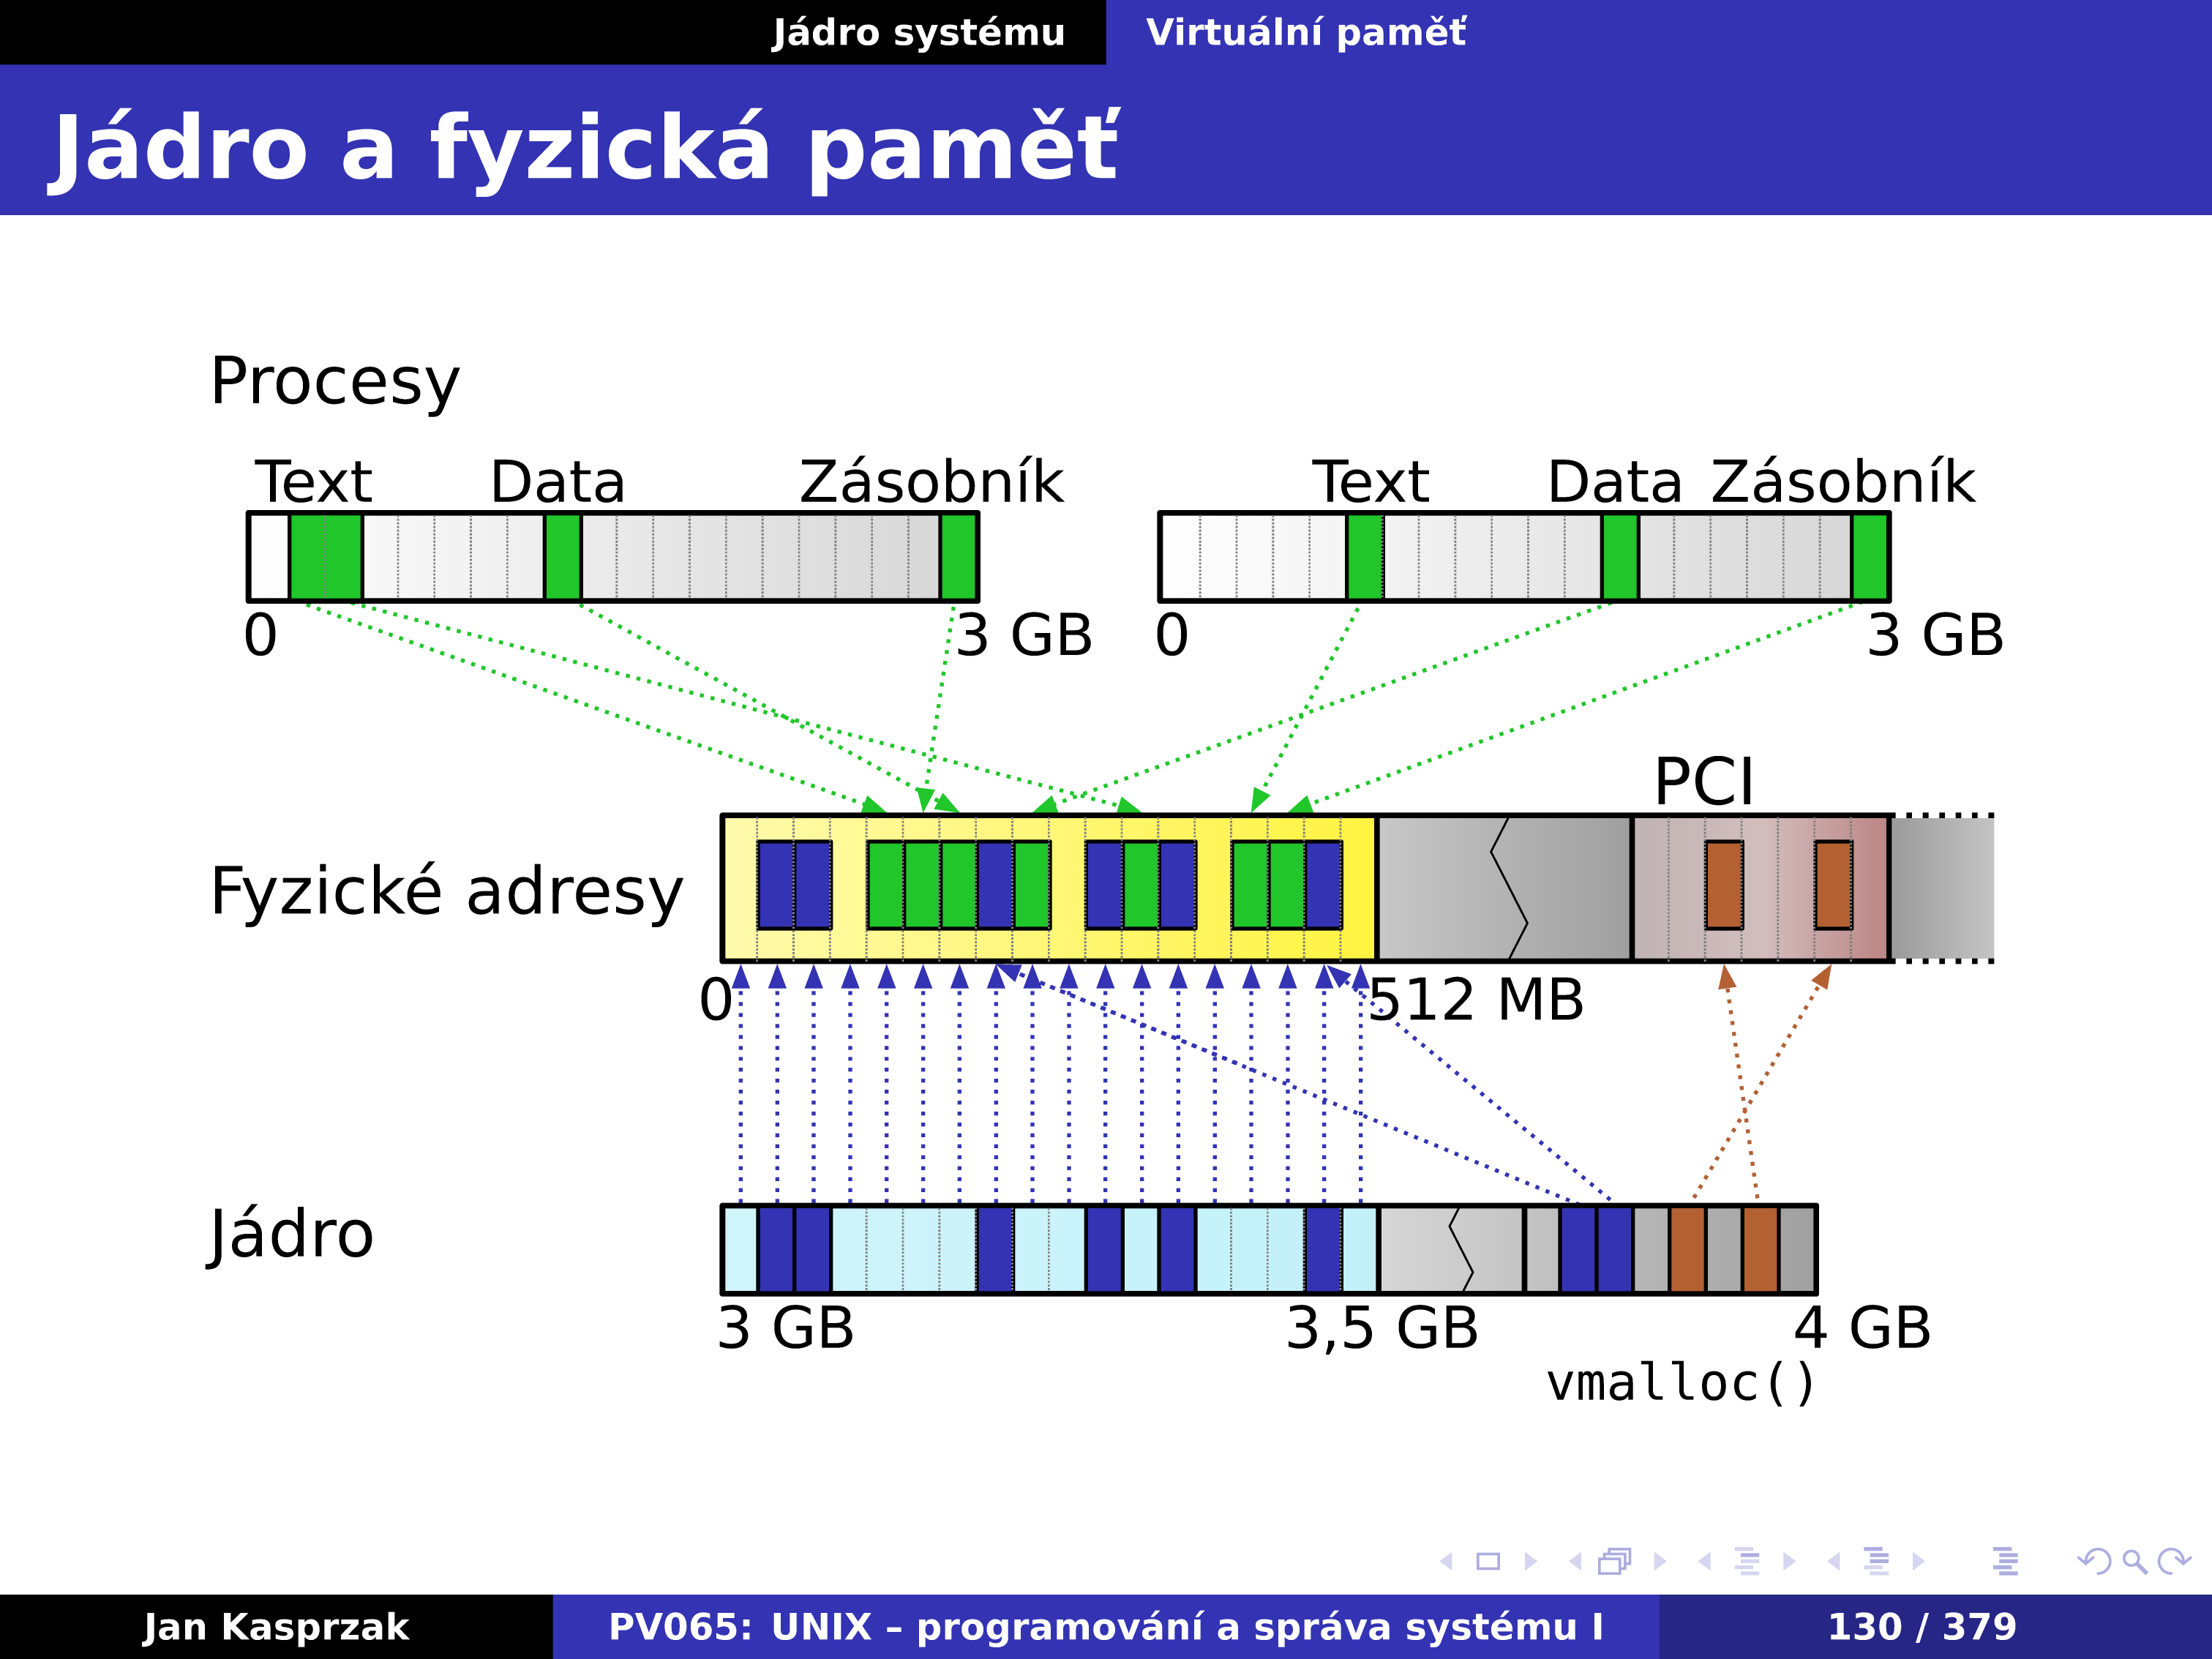 Jádro systému Virtuální paměť
Jádro a fyzická paměť
Procesy
Text Data Zásobník Text Data Zásobník
0 3 GB 0 3 GB
PCI
Fyzické adresy
0 512 MB
Jádro
3 GB 3,5 GB 4 GB
vmalloc()
Jan Kasprzak PV065: UNIX – programování a správa systému I 130 / 379